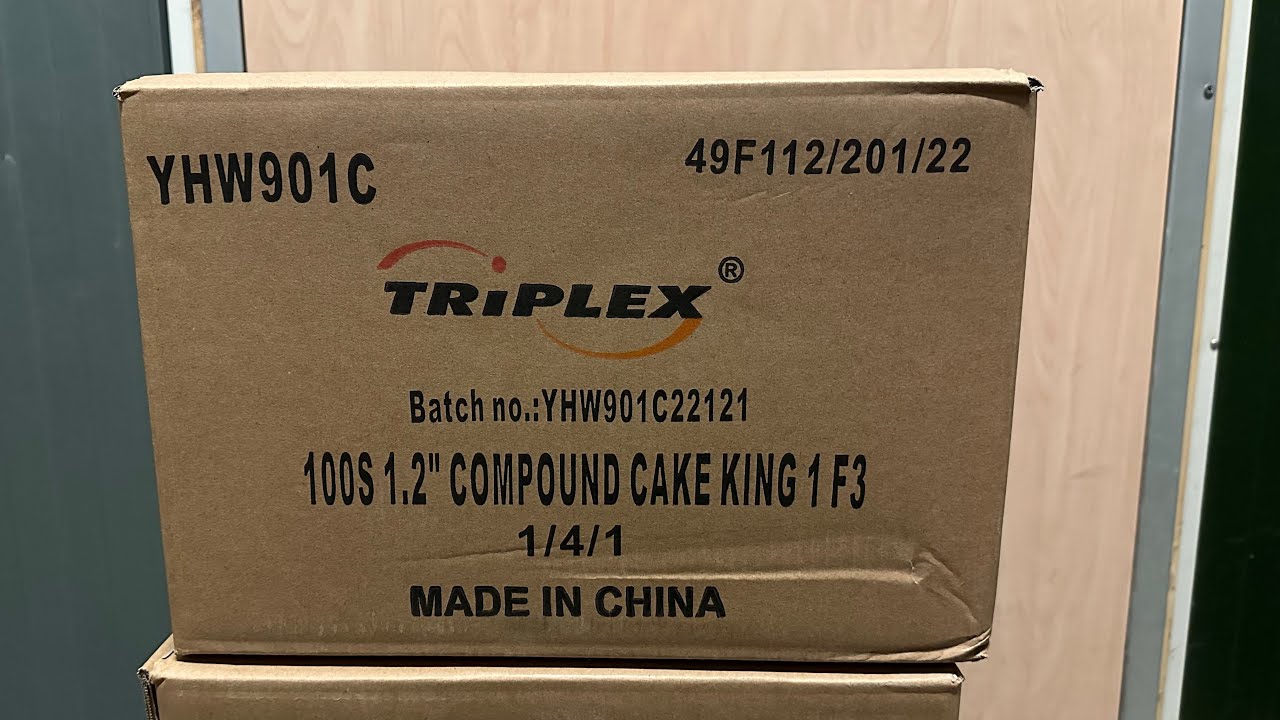 YHW901C
49F112/201/22
TRiPLEX®
Batch no.:YHW901C22121
100S 1.2" COMPOUND CAKE KING 1 F3
1/4/1
MADE IN CHINA